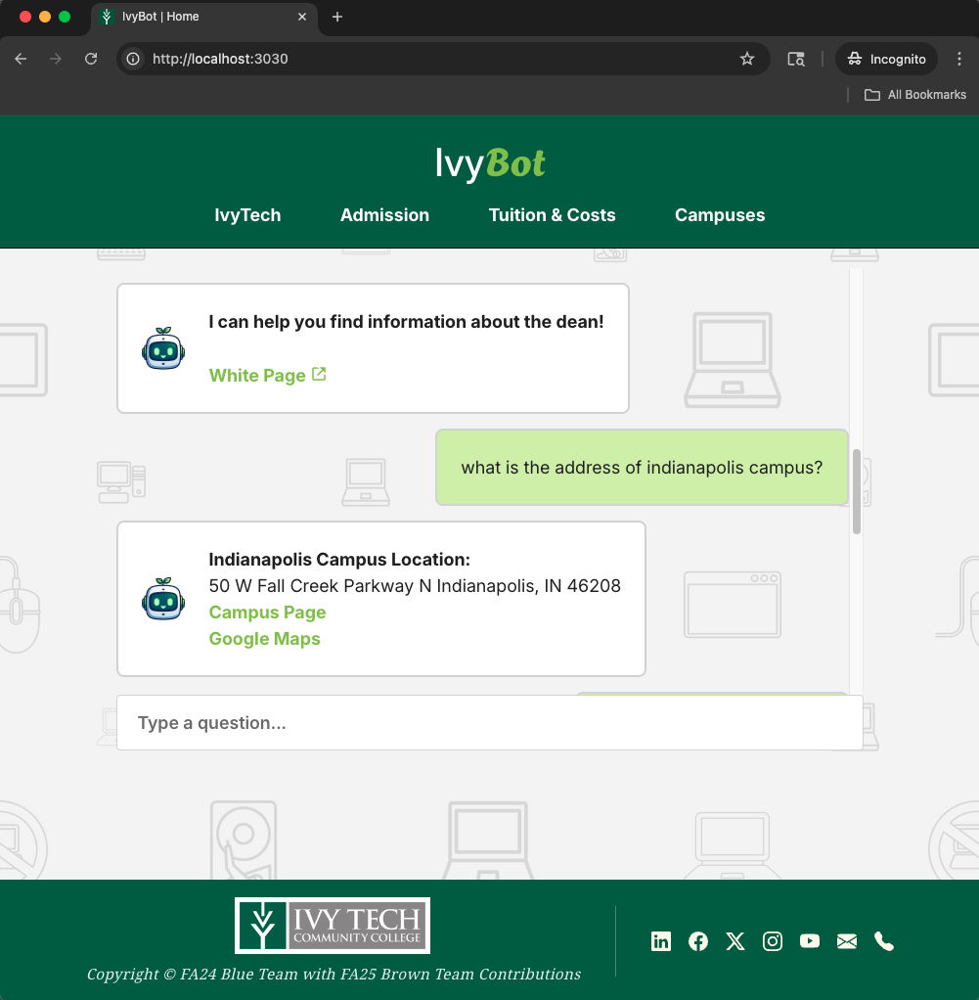 IvyBot | Home
http://localhost:3030
Incognito
All Bookmarks
IvyBot
IvyTech
Admission
Tuition & Costs
Campuses
I can help you find information about the dean!
White Page
what is the address of indianapolis campus?
Indianapolis Campus Location:
50 W Fall Creek Parkway N Indianapolis, IN 46208
Campus Page
Google Maps
Type a question...
IVY TECH
COMMUNITY COLLEGE
Copyright © FA24 Blue Team with FA25 Brown Team Contributions